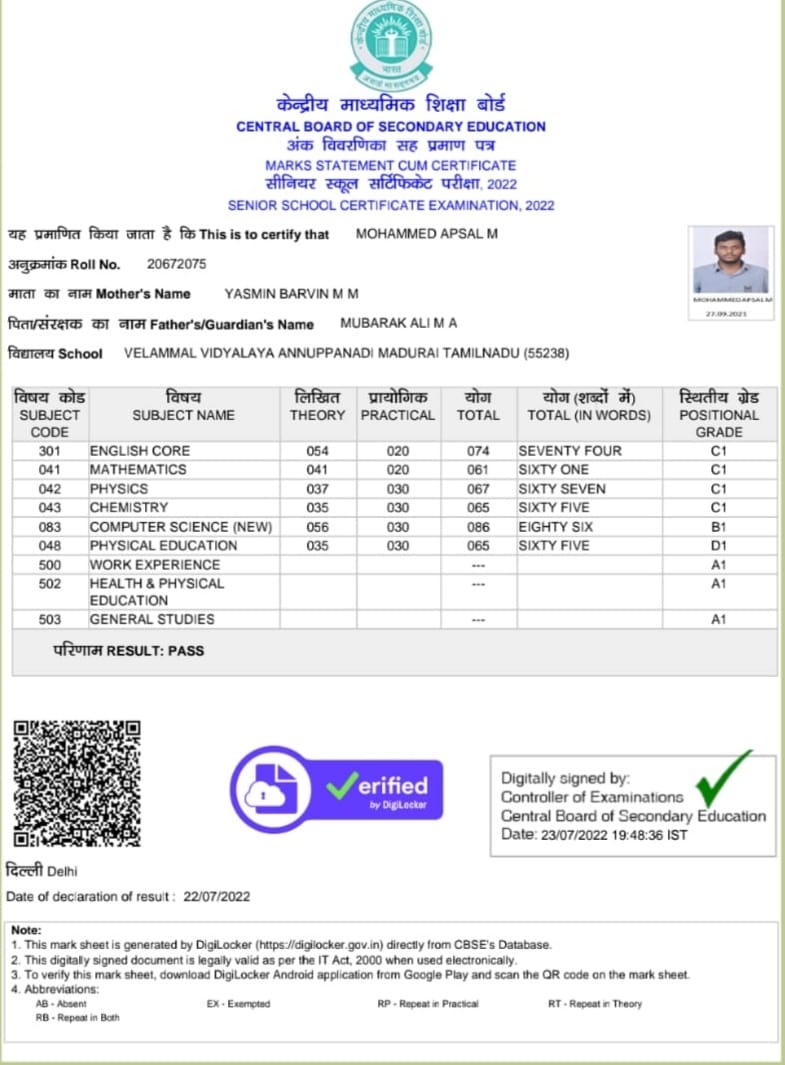 केन्द्रीय माध्यमिक शिक्षा बोर्ड
भारत
असतो मा सद्गमय
केन्द्रीय माध्यमिक शिक्षा बोर्ड
CENTRAL BOARD OF SECONDARY EDUCATION
अंक विवरणिका सह प्रमाण पत्र
MARKS STATEMENT CUM CERTIFICATE
सीनियर स्कूल सर्टिफिकेट परीक्षा, 2022
SENIOR SCHOOL CERTIFICATE EXAMINATION, 2022
यह प्रमाणित किया जाता है कि This is to certify that MOHAMMED APSAL M
अनुक्रमांक Roll No. 20672075
माता का नाम Mother's Name YASMIN BARVIN M M
पिता/संरक्षक का नाम Father's/Guardian's Name MUBARAK ALI M A
विद्यालय School VELAMMAL VIDYALAYA ANNUPPANADI MADURAI TAMILNADU (55238)
MOHAMMEDAPSALM
27.09.2021
विषय कोड विषय लिखित प्रायोगिक योग योग (शब्दों में) स्थितीय ग्रेड
SUBJECT SUBJECT NAME THEORY PRACTICAL TOTAL TOTAL (IN WORDS) POSITIONAL
CODE GRADE
301 ENGLISH CORE 054 020 074 SEVENTY FOUR C1
041 MATHEMATICS 041 020 061 SIXTY ONE C1
042 PHYSICS 037 030 067 SIXTY SEVEN C1
043 CHEMISTRY 035 030 065 SIXTY FIVE C1
083 COMPUTER SCIENCE (NEW) 056 030 086 EIGHTY SIX B1
048 PHYSICAL EDUCATION 035 030 065 SIXTY FIVE D1
500 WORK EXPERIENCE --- A1
502 HEALTH & PHYSICAL --- A1
EDUCATION
503 GENERAL STUDIES --- A1
परिणाम RESULT: PASS
Verified
by DigiLocker
Digitally signed by:
Controller of Examinations
Central Board of Secondary Education
Date: 23/07/2022 19:48:36 IST
दिल्ली Delhi
Date of declaration of result : 22/07/2022
Note:
1. This mark sheet is generated by DigiLocker (https://digilocker.gov.in) directly from CBSE's Database.
2. This digitally signed document is legally valid as per the IT Act, 2000 when used electronically.
3. To verify this mark sheet, download DigiLocker Android application from Google Play and scan the QR code on the mark sheet.
4. Abbreviations:
AB - Absent EX - Exempted RP - Repeat in Practical RT - Repeat in Theory
RB - Repeat in Both